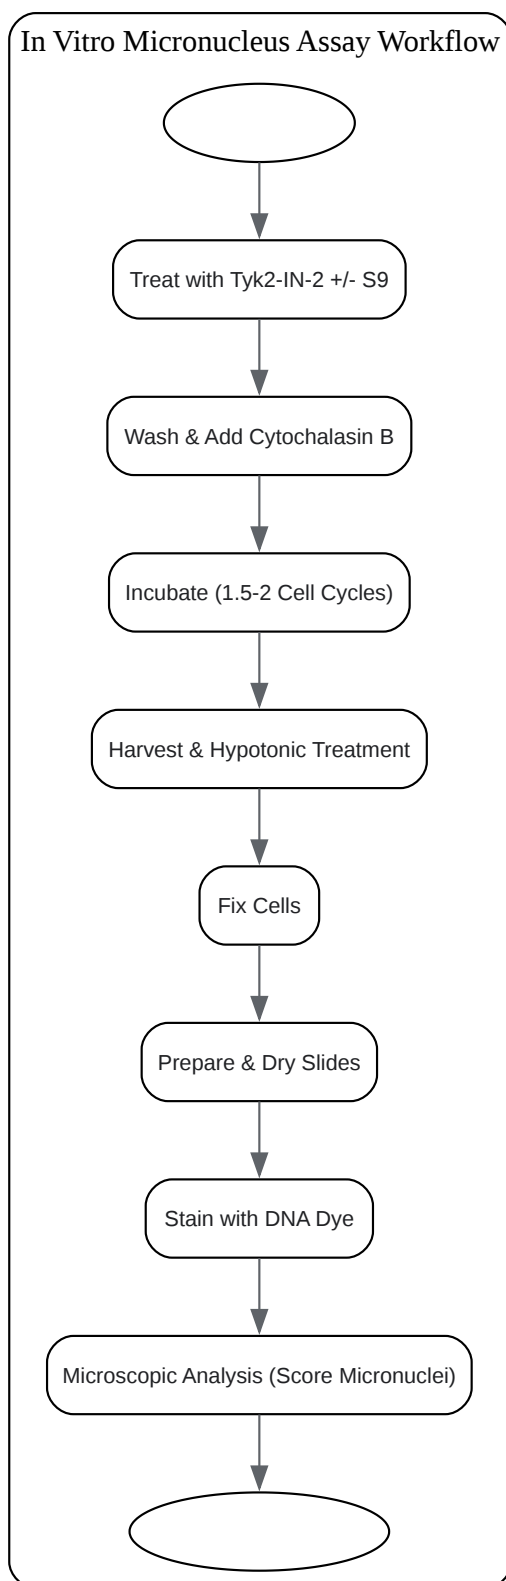 In Vitro Micronucleus Assay Workflow
Treat with Tyk2-IN-2 +/- S9
Wash & Add Cytochalasin B
Incubate (1.5-2 Cell Cycles)
Harvest & Hypotonic Treatment
Fix Cells
Prepare & Dry Slides
Stain with DNA Dye
Microscopic Analysis (Score Micronuclei)